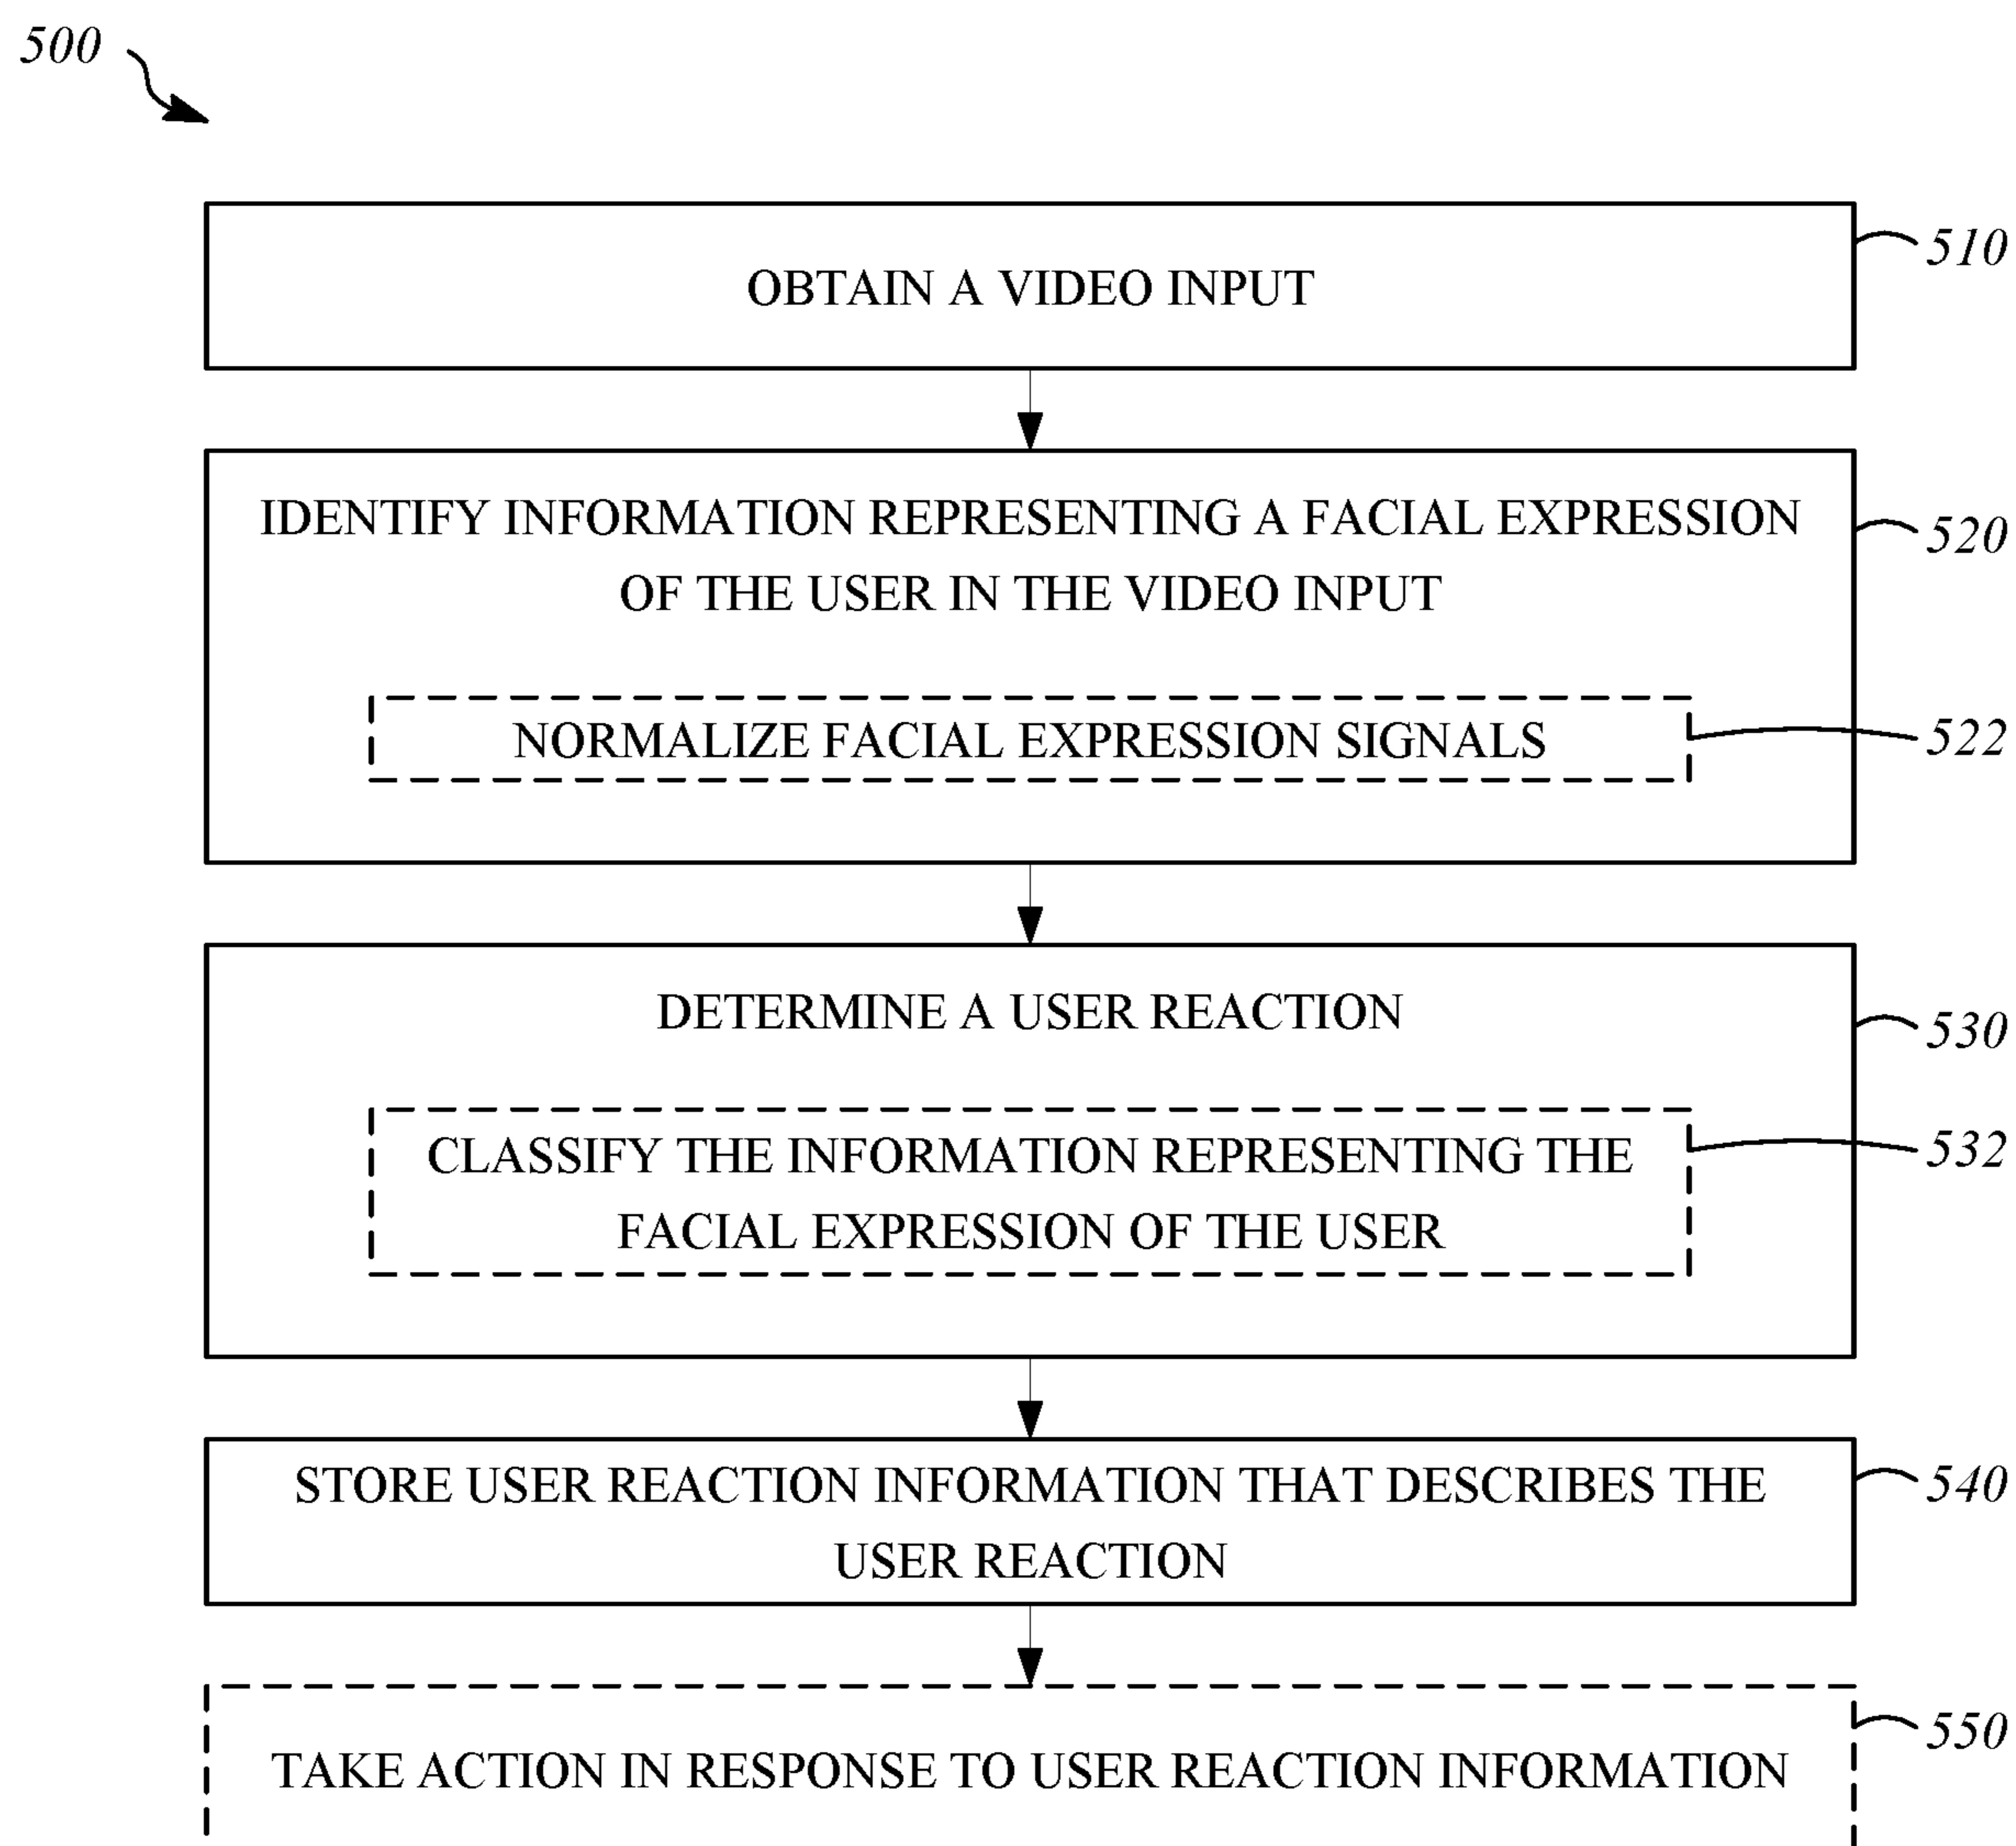 500
OBTAIN A VIDEO INPUT
510
IDENTIFY INFORMATION REPRESENTING A FACIAL EXPRESSION
OF THE USER IN THE VIDEO INPUT
520
NORMALIZE FACIAL EXPRESSION SIGNALS
522
DETERMINE A USER REACTION
530
CLASSIFY THE INFORMATION REPRESENTING THE
FACIAL EXPRESSION OF THE USER
532
STORE USER REACTION INFORMATION THAT DESCRIBES THE
USER REACTION
540
TAKE ACTION IN RESPONSE TO USER REACTION INFORMATION
550